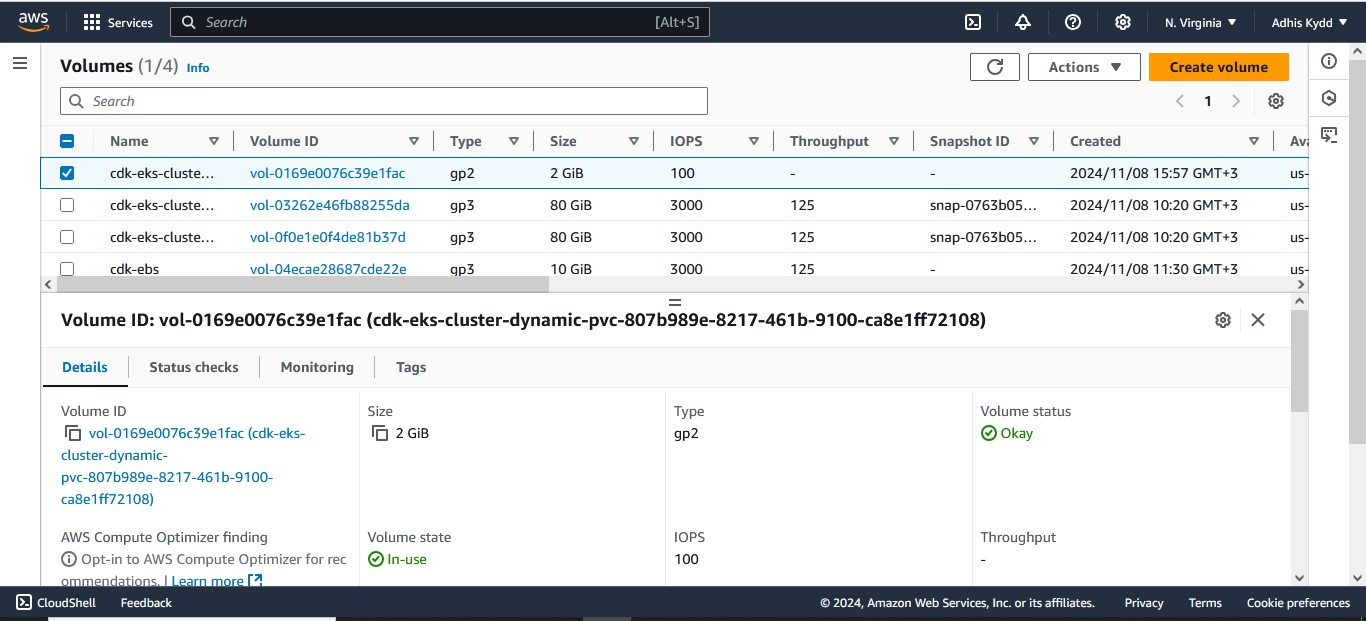 aws Services Search [Alt+S] N. Virginia Adhis Kydd
Volumes (1/4) Info Actions Create volume
Search 1
Name Volume ID Type Size IOPS Throughput Snapshot ID Created Ava
cdk-eks-cluste... vol-0169e0076c39e1fac gp2 2 GiB 100 - - 2024/11/08 15:57 GMT+3 us-
cdk-eks-cluste... vol-03262e46fb88255da gp3 80 GiB 3000 125 snap-0763b05... 2024/11/08 10:20 GMT+3 us-
cdk-eks-cluste... vol-0f0e1e0f4de81b37d gp3 80 GiB 3000 125 snap-0763b05... 2024/11/08 10:20 GMT+3 us-
cdk-ebs vol-04ecae28687cde22e gp3 10 GiB 3000 125 - 2024/11/08 11:30 GMT+3 us-
Volume ID: vol-0169e0076c39e1fac (cdk-eks-cluster-dynamic-pvc-807b989e-8217-461b-9100-ca8e1ff72108)
Details Status checks Monitoring Tags
Volume ID
vol-0169e0076c39e1fac (cdk-eks-
cluster-dynamic-
pvc-807b989e-8217-461b-9100-
ca8e1ff72108)
Size
2 GiB
Type
gp2
Volume status
Okay
AWS Compute Optimizer finding
Opt-in to AWS Compute Optimizer for rec
ommendations. | Learn more
Volume state
In-use
IOPS
100
Throughput
-
CloudShell Feedback © 2024, Amazon Web Services, Inc. or its affiliates. Privacy Terms Cookie preferences